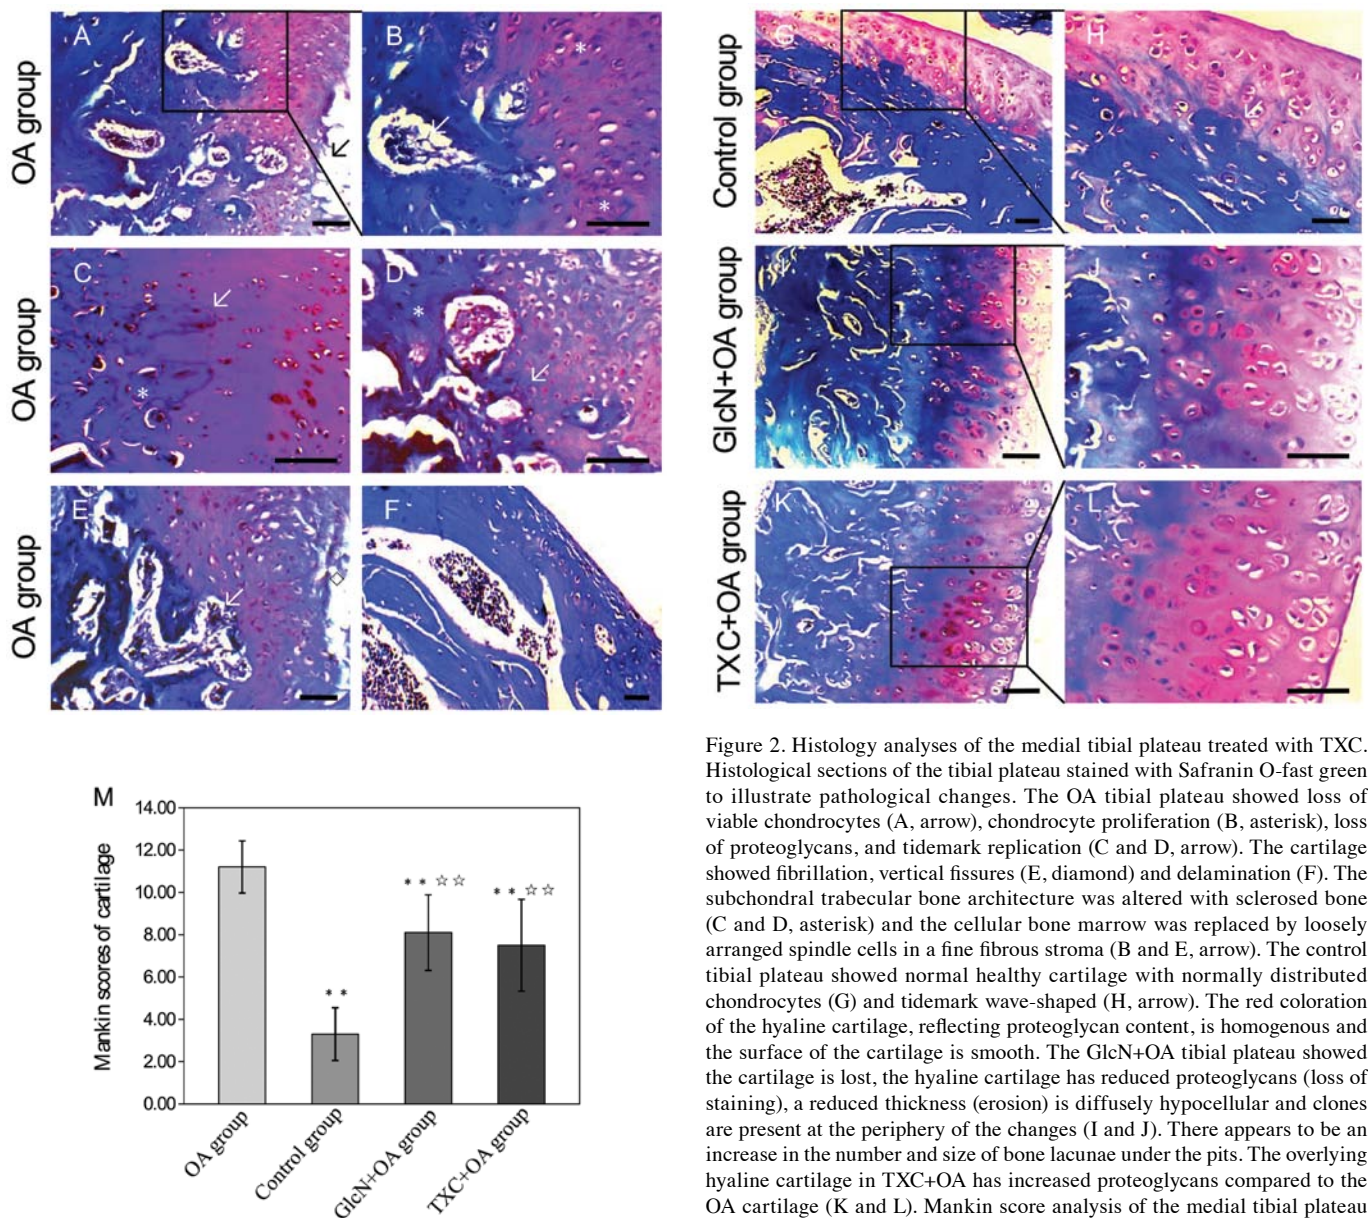 A
B
OA group
C
D
OA group
E
F
OA group
G
H
Control group
I
J
GlcN+OA group
K
L
TXC+OA group
M
14.00
12.00
10.00
8.00
6.00
4.00
2.00
0.00
Mankin scores of cartilage
* *
* * ☆☆
* * ☆☆
OA group
Control group
GlcN+OA group
TXC+OA group
Figure 2. Histology analyses of the medial tibial plateau treated with TXC.
Histological sections of the tibial plateau stained with Safranin O-fast green
to illustrate pathological changes. The OA tibial plateau showed loss of
viable chondrocytes (A, arrow), chondrocyte proliferation (B, asterisk), loss
of proteoglycans, and tidemark replication (C and D, arrow). The cartilage
showed fibrillation, vertical fissures (E, diamond) and delamination (F). The
subchondral trabecular bone architecture was altered with sclerosed bone
(C and D, asterisk) and the cellular bone marrow was replaced by loosely
arranged spindle cells in a fine fibrous stroma (B and E, arrow). The control
tibial plateau showed normal healthy cartilage with normally distributed
chondrocytes (G) and tidemark wave-shaped (H, arrow). The red coloration
of the hyaline cartilage, reflecting proteoglycan content, is homogenous and
the surface of the cartilage is smooth. The GlcN+OA tibial plateau showed
the cartilage is lost, the hyaline cartilage has reduced proteoglycans (loss of
staining), a reduced thickness (erosion) is diffusely hypocellular and clones
are present at the periphery of the changes (I and J). There appears to be an
increase in the number and size of bone lacunae under the pits. The overlying
hyaline cartilage in TXC+OA has increased proteoglycans compared to the
OA cartilage (K and L). Mankin score analysis of the medial tibial plateau